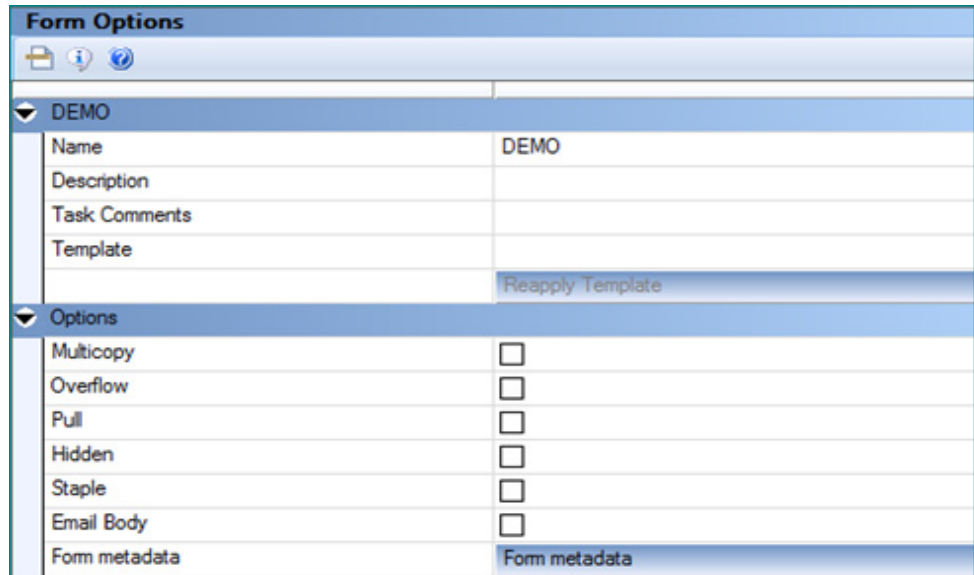 Form Options
DEMO
Name DEMO
Description
Task Comments
Template
Reapply Template
Options
Multicopy
Overflow
Pull
Hidden
Staple
Email Body
Form metadata Form metadata